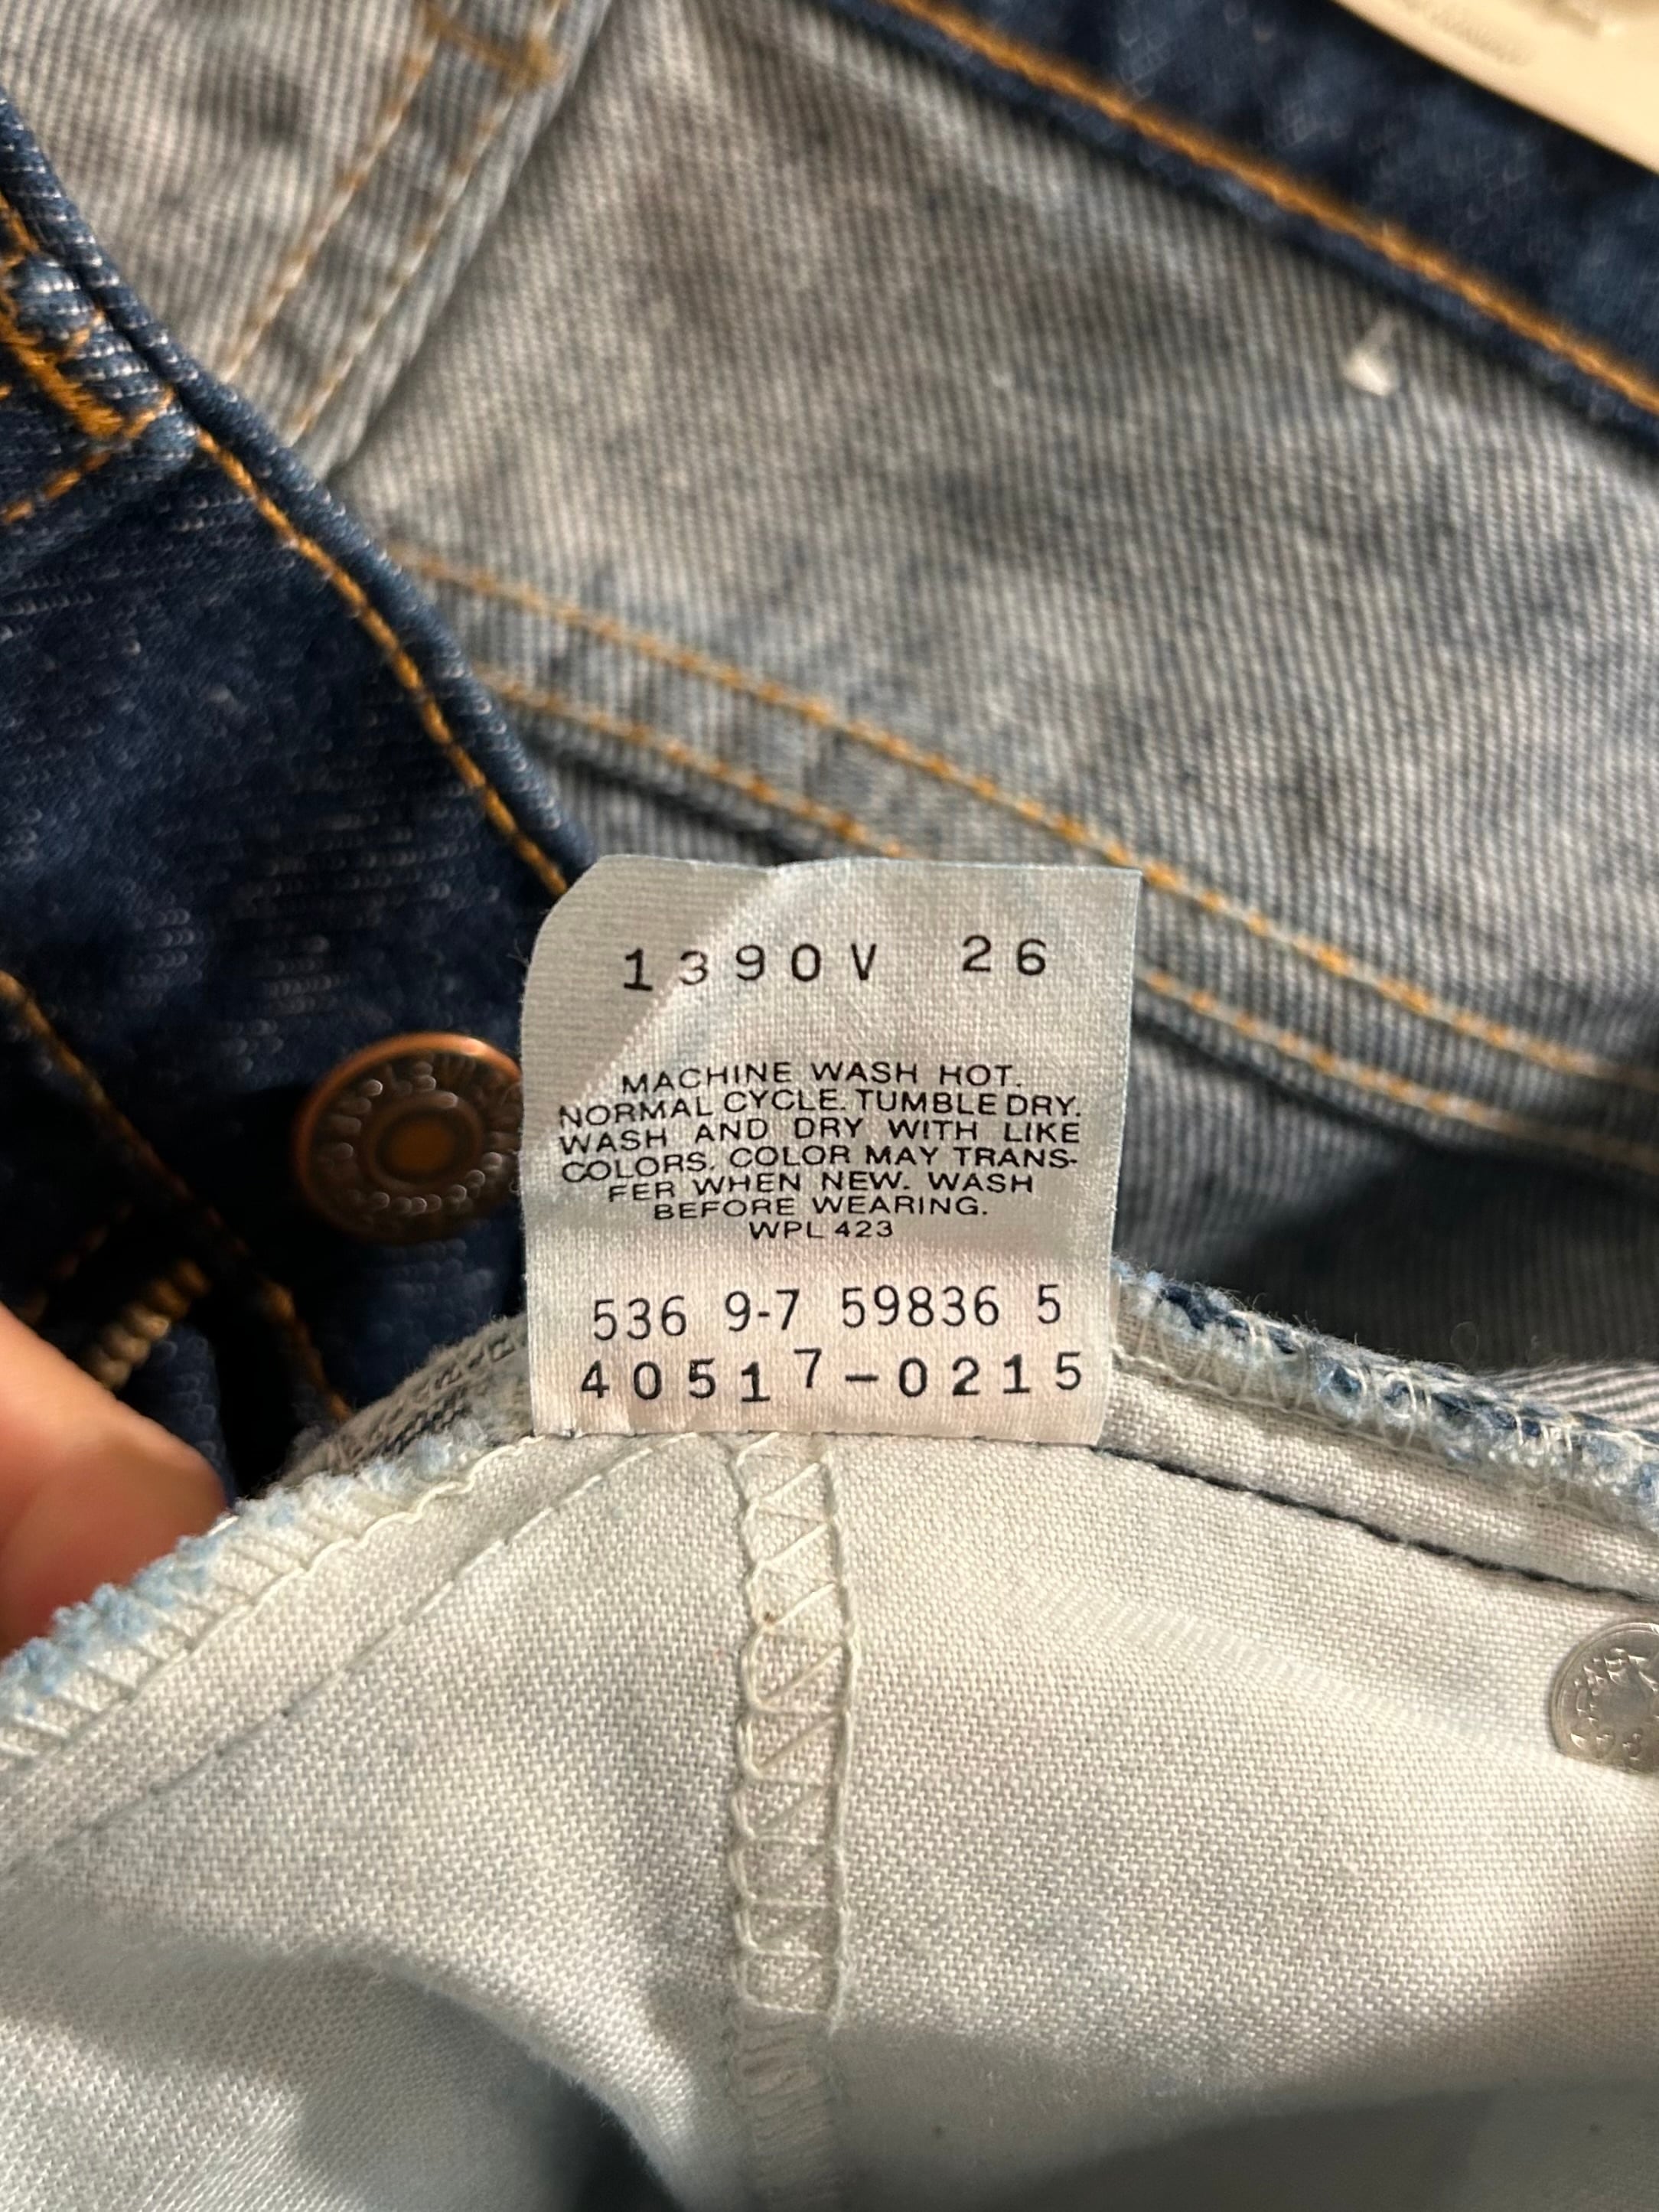 1390V 26
MACHINE WASH HOT.
NORMAL CYCLE. TUMBLE DRY.
WASH AND DRY WITH LIKE
COLORS. COLOR MAY TRANS-
FER WHEN NEW. WASH
BEFORE WEARING.
WPL 423
536 9-7 59836 5
40517-0215